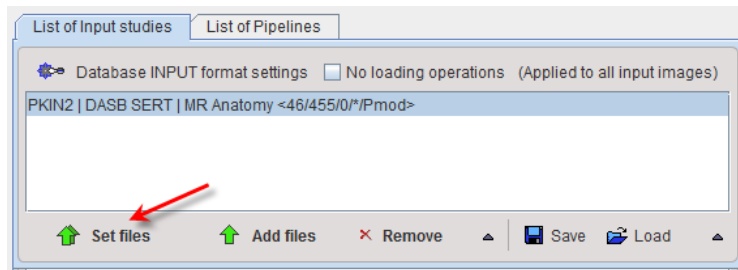 List of Input studies List of Pipelines
Database INPUT format settings No loading operations (Applied to all input images)
PKIN2 | DASB SERT | MR Anatomy <46/455/0/*/Pmod>
Set files Add files Remove Save Load